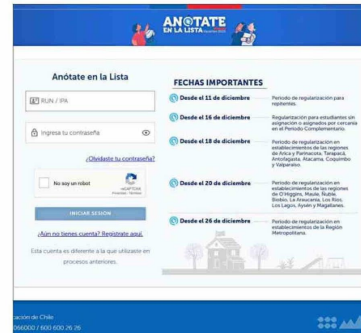 ANÓTATE
EN LA LISTA
Anótate en la Lista
RUN / IPA
Ingresa tu contraseña
¿Olvidaste tu contraseña?
No soy un robot
reCAPTCHA
INICIAR SESIÓN
¿Aún no tienes cuenta? Regístrate aquí.
Esta cuenta es diferente a la que utilizaste en
procesos anteriores.
FECHAS IMPORTANTES
Desde el 11 de diciembre
Periodo de regularización para
repitentes.
Desde el 16 de diciembre
Regularización para estudiantes sin
asignación o asignados por cercanía
en el Periodo Complementario.
Desde el 18 de diciembre
Periodo de regularización en
establecimientos de las regiones
de Arica y Parinacota, Tarapacá,
Antofagasta, Atacama, Coquimbo
y Valparaíso.
Desde el 20 de diciembre
Periodo de regularización en
establecimientos de las regiones
de O'Higgins, Maule, Ñuble,
Biobío, La Araucanía, Los Ríos,
Los Lagos, Aysén y Magallanes.
Desde el 26 de diciembre
Periodo de regularización en
establecimientos de la Región
Metropolitana.
ación de Chile
066000 / 600 600 26 26